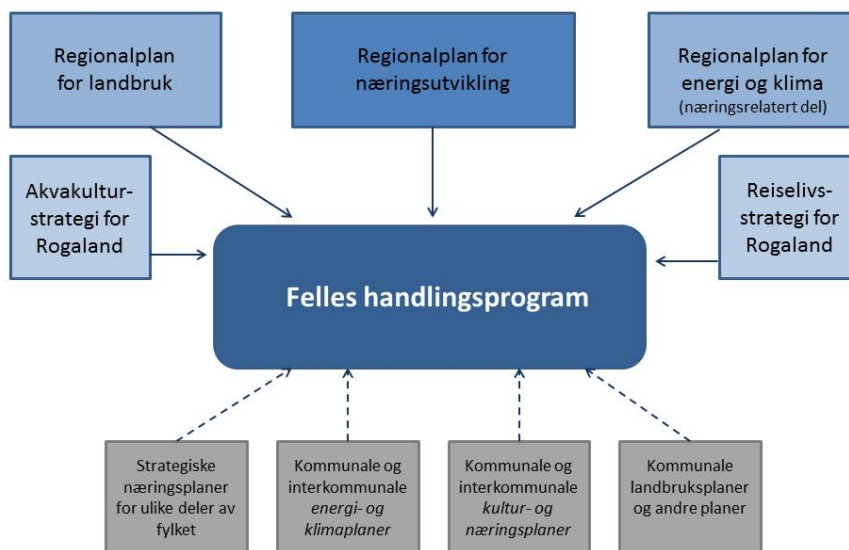 Regionalplan
for landbruk
Regionalplan for
næringsutvikling
Regionalplan for
energi og klima
(næringsrelatert del)
Akvakultur-
strategi for
Rogaland
Reiselivs-
strategi for
Rogaland
Felles handlingsprogram
Strategiske
næringsplaner
for ulike deler av
fylket
Kommunale og
interkommunale
energi- og
klimaplaner
Kommunale og
interkommunale
kultur- og
næringsplaner
Kommunale
landbruksplaner
og andre planer